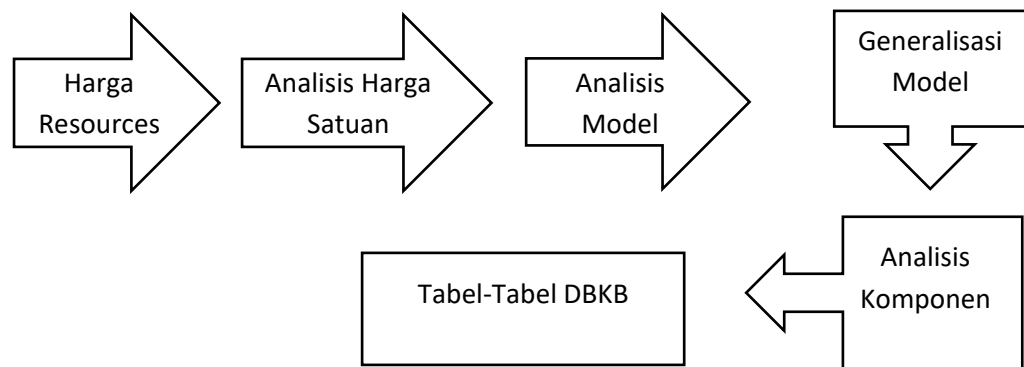 Harga
Resources
Analisis Harga
Satuan
Analisis
Model
Generalisasi
Model
Analisis
Komponen
Tabel-Tabel DBKB